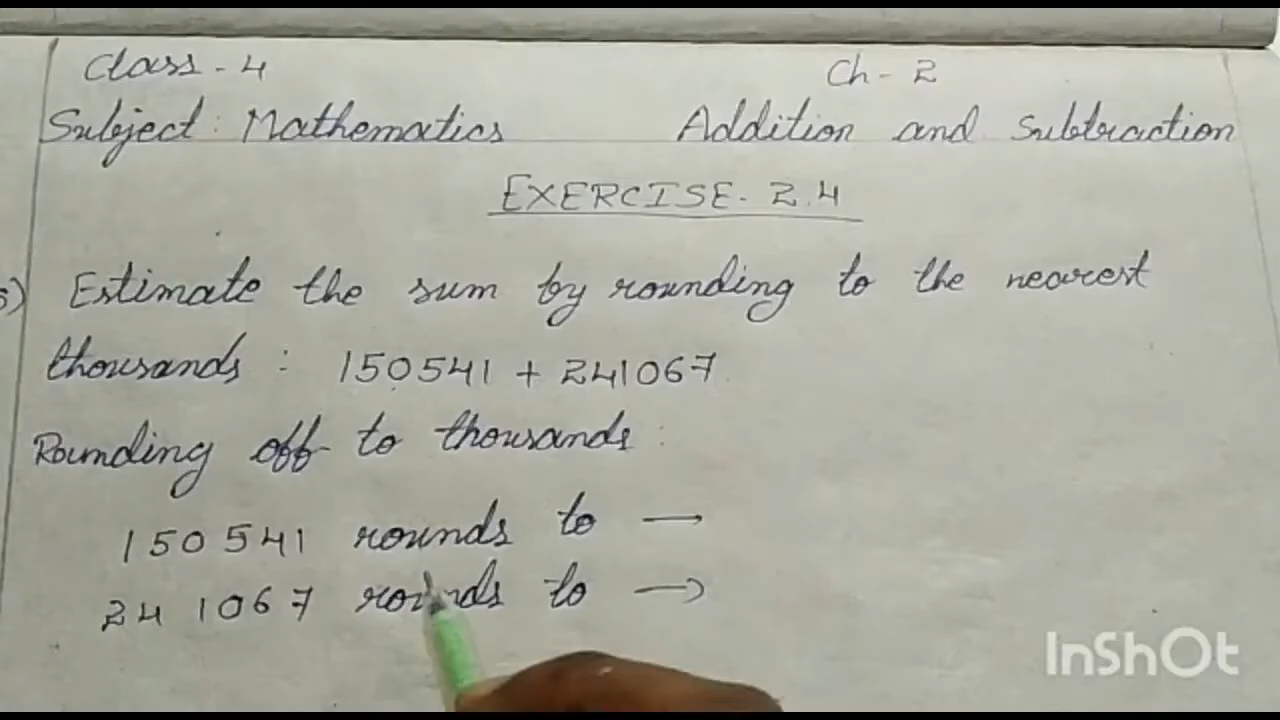 Class - 4 Ch - 2
Subject : Mathematics Addition and Subtraction
EXERCISE - 2.4
Estimate the sum by rounding to the nearest
thousands : 150541 + 241067
Rounding off to thousands :
150541 rounds to →
241067 rounds to →
InShOt